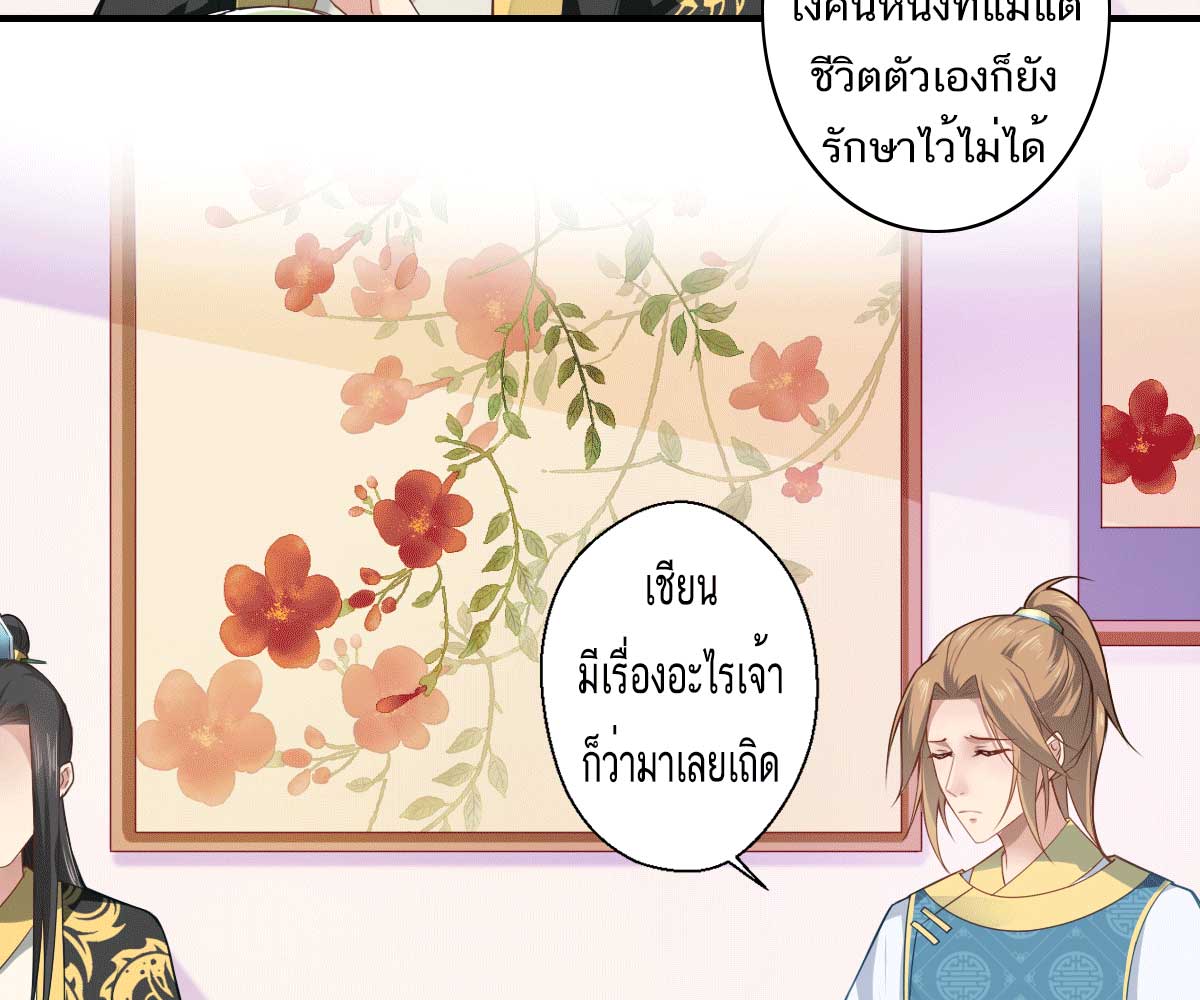 ชีวิตตัวเองก็ยัง
รักษาไว้ไม่ได้
เชียน
มีเรื่องอะไรเจ้า
ก็ว่ามาเลยเถิด